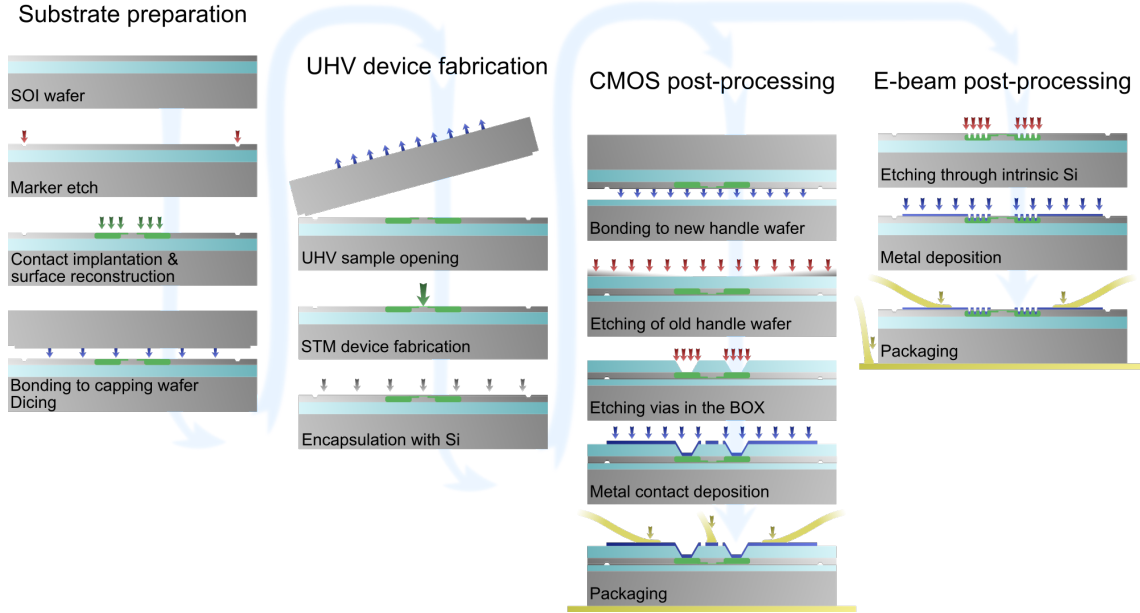 Substrate preparation
SOI wafer
Marker etch
Contact implantation &
surface reconstruction
Bonding to capping wafer
Dicing
UHV device fabrication
UHV sample opening
STM device fabrication
Encapsulation with Si
CMOS post-processing
Bonding to new handle wafer
Etching of old handle wafer
Etching vias in the BOX
Metal contact deposition
Packaging
E-beam post-processing
Etching through intrinsic Si
Metal deposition
Packaging